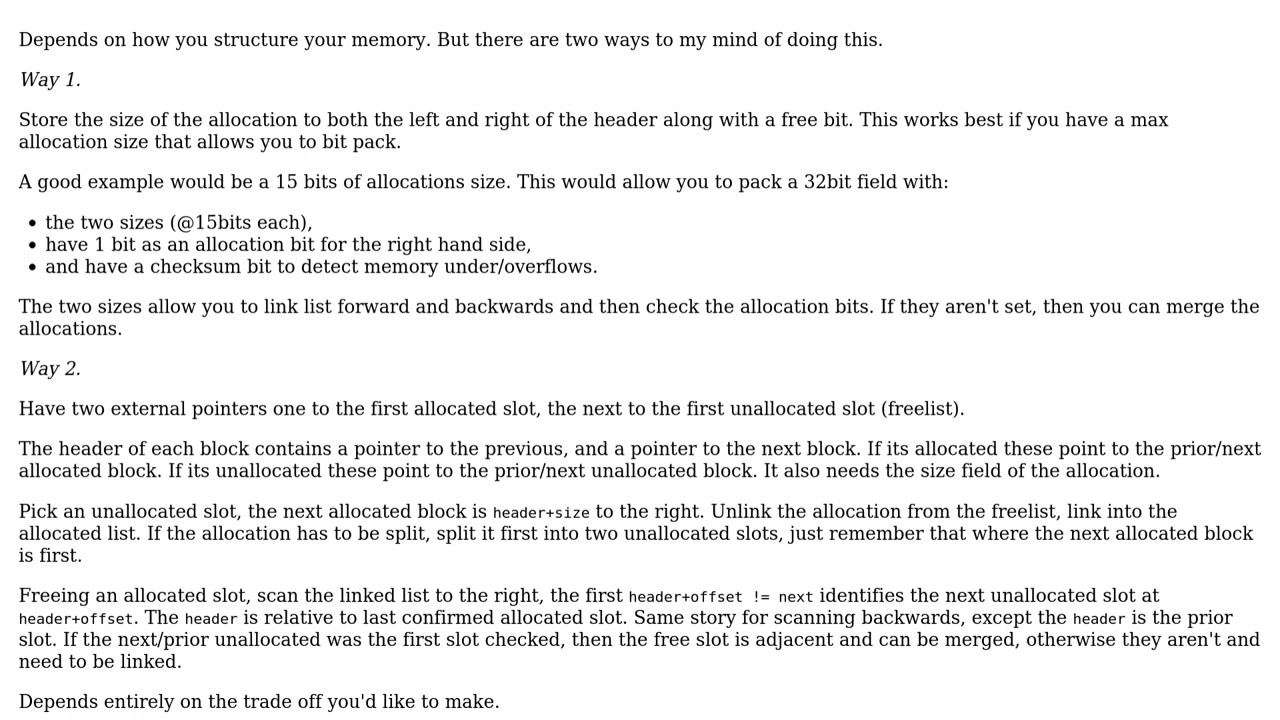 Depends on how you structure your memory. But there are two ways to my mind of doing this.
Way 1.
Store the size of the allocation to both the left and right of the header along with a free bit. This works best if you have a max
allocation size that allows you to bit pack.
A good example would be a 15 bits of allocations size. This would allow you to pack a 32bit field with:
• the two sizes (@15bits each),
• have 1 bit as an allocation bit for the right hand side,
• and have a checksum bit to detect memory under/overflows.
The two sizes allow you to link list forward and backwards and then check the allocation bits. If they aren't set, then you can merge the
allocations.
Way 2.
Have two external pointers one to the first allocated slot, the next to the first unallocated slot (freelist).
The header of each block contains a pointer to the previous, and a pointer to the next block. If its allocated these point to the prior/next
allocated block. If its unallocated these point to the prior/next unallocated block. It also needs the size field of the allocation.
Pick an unallocated slot, the next allocated block is header+size to the right. Unlink the allocation from the freelist, link into the
allocated list. If the allocation has to be split, split it first into two unallocated slots, just remember that where the next allocated block
is first.
Freeing an allocated slot, scan the linked list to the right, the first header+offset != next identifies the next unallocated slot at
header+offset. The header is relative to last confirmed allocated slot. Same story for scanning backwards, except the header is the prior
slot. If the next/prior unallocated was the first slot checked, then the free slot is adjacent and can be merged, otherwise they aren't and
need to be linked.
Depends entirely on the trade off you'd like to make.